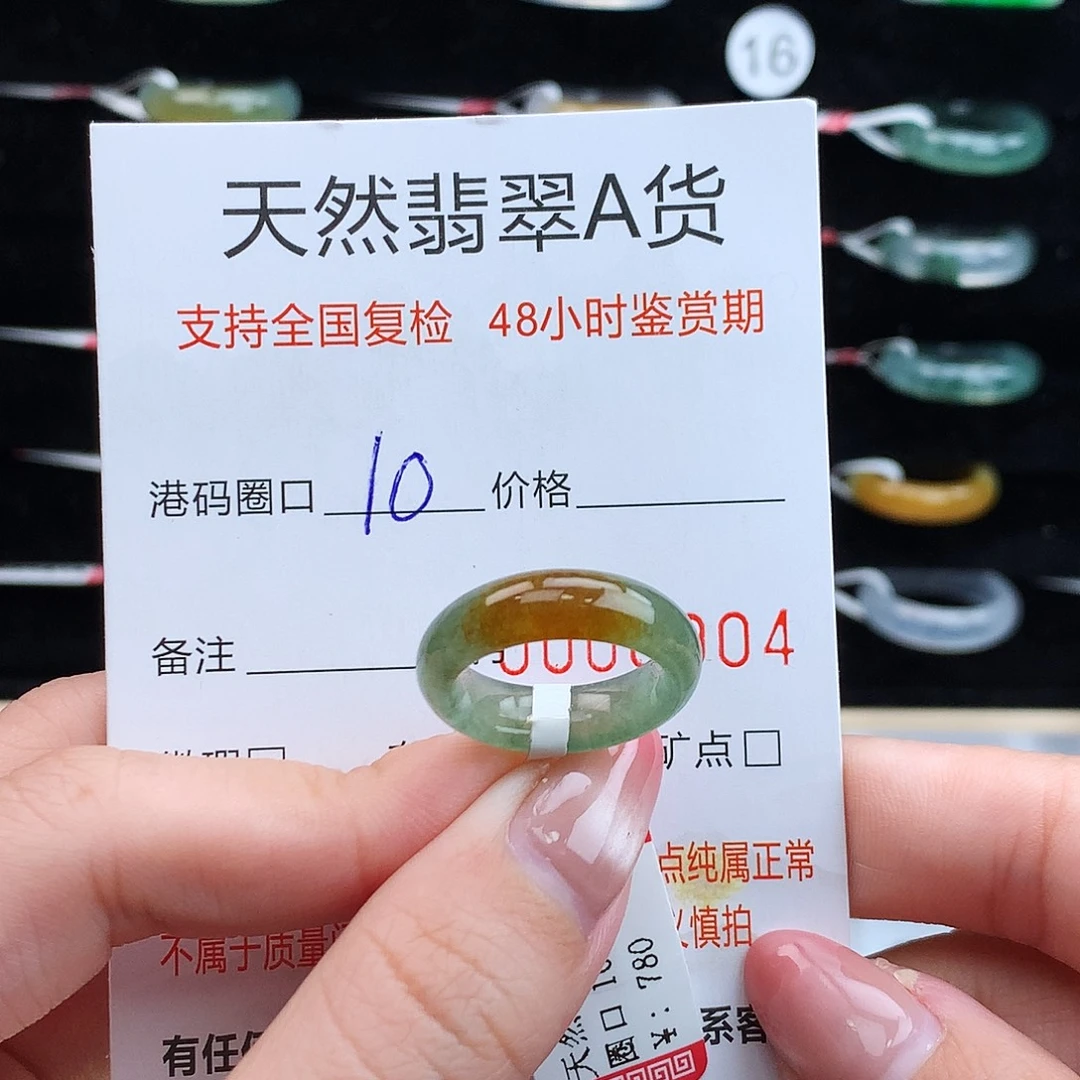 16
天然翡翠A货
支持全国复检 48小时鉴赏期
港码圈口 10 价格
备注
04
矿点□
点纯属正常
慎拍
不属于质量
有任
系客
天然
圈口 10
780